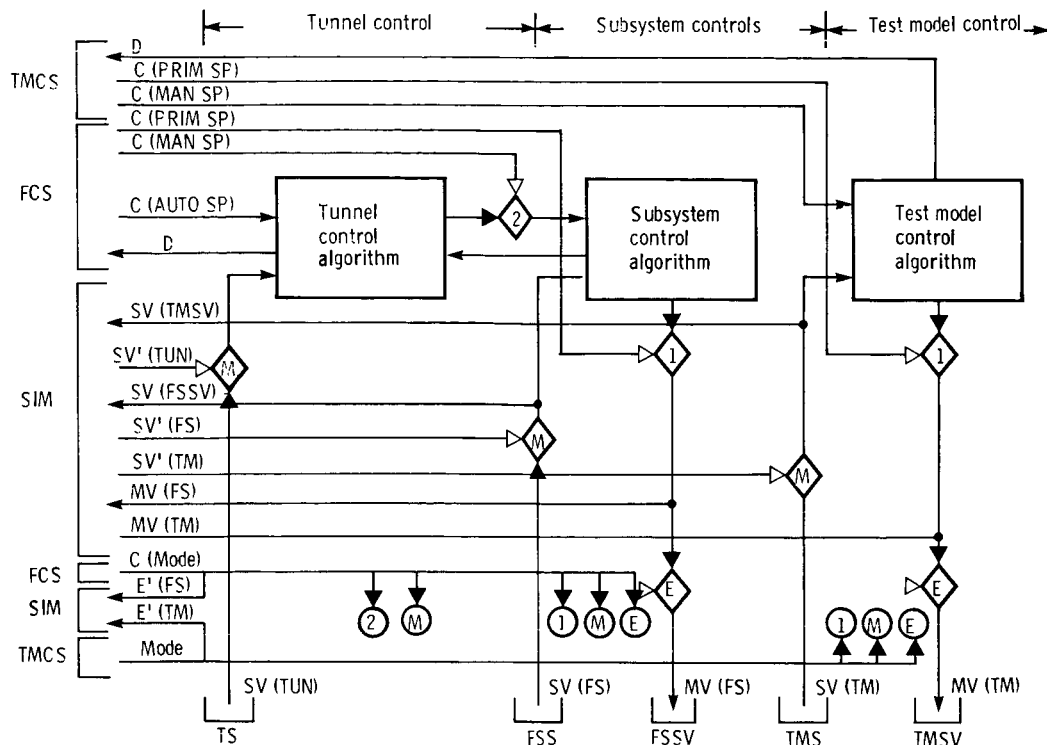 Tunnel control
Subsystem controls
Test model control
TMCS
D
C (PRIM SP)
C (MAN SP)
C (PRIM SP)
C (MAN SP)
FCS
C (AUTO SP)
D
Tunnel
control
algorithm
2
Subsystem
control
algorithm
Test model
control
algorithm
SIM
SV (TMSV)
1
1
SV' (TUN)
M
SV (FSSV)
SV' (FS)
M
SV' (TM)
M
MV (FS)
MV (TM)
FCS
C (Mode)
E
E
SIM
E' (FS)
E' (TM)
2
M
1
M
E
1
M
E
TMCS
Mode
SV (TUN)
SV (FS)
MV (FS)
SV (TM)
MV (TM)
TS
FSS
FSSV
TMS
TMSV